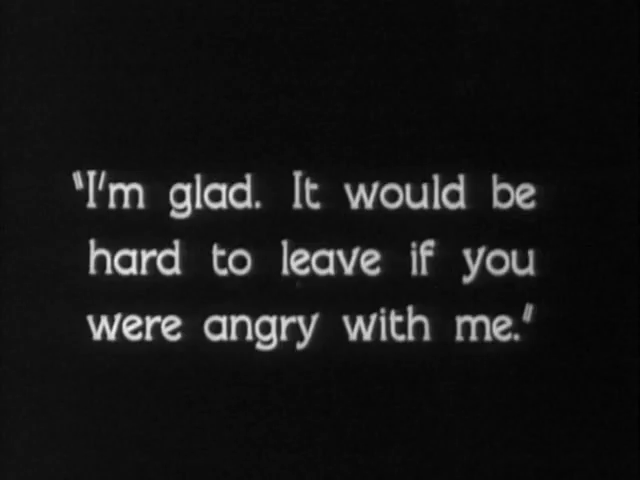 "I'm glad. It would be
hard to leave if you
were angry with me."